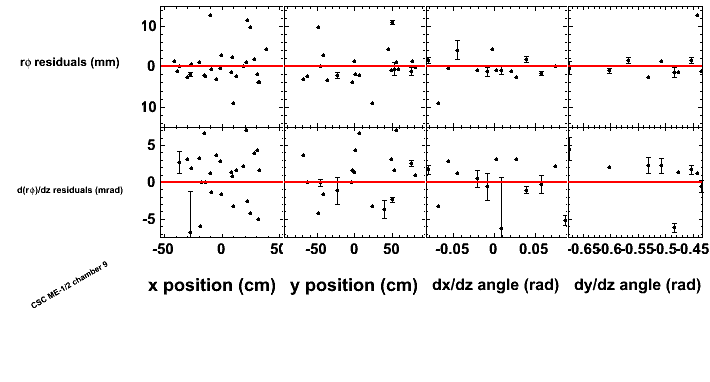 rϕ residuals (mm)
10
0
10
d(rϕ)/dz residuals (mrad)
5
0
-5
-50 0 50 -50 0 50 -0.05 0 0.05 -0.65-0.6-0.55-0.5-0.45
x position (cm) y position (cm) dx/dz angle (rad) dy/dz angle (rad)
CSC ME-1/2 chamber 9